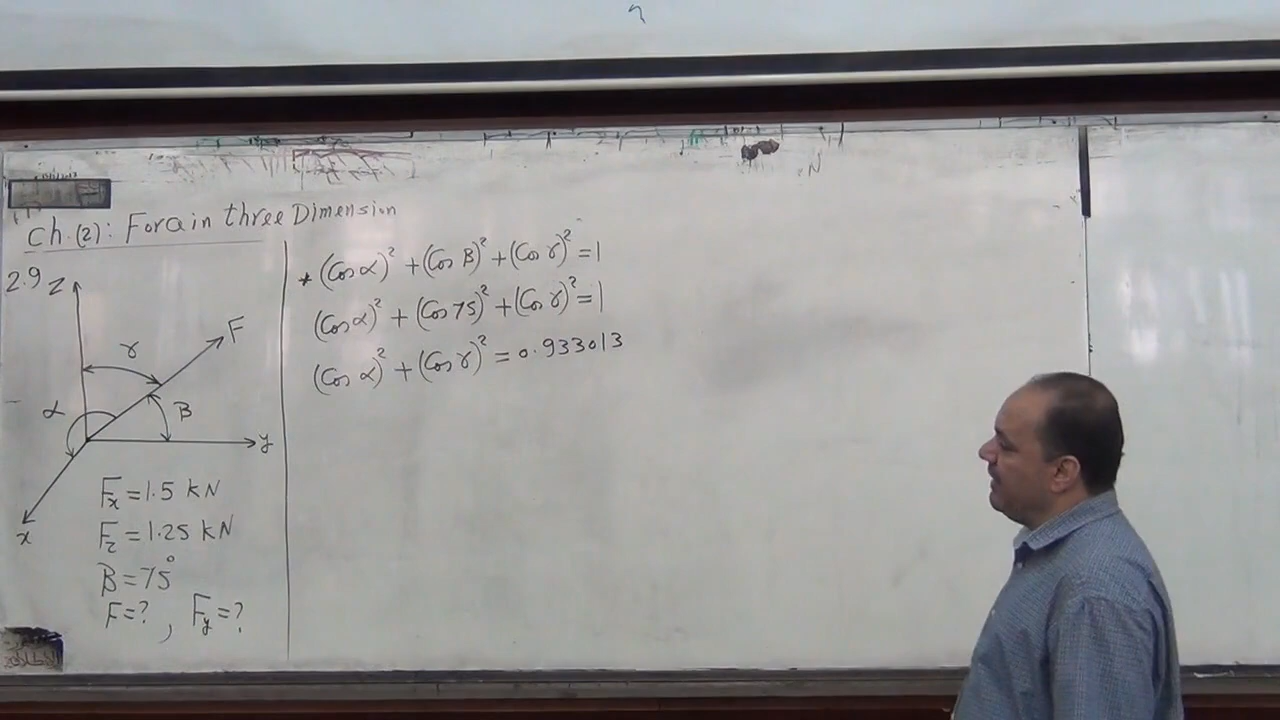 Ch.(2): Force in three Dimension
2.9
Z
F
γ
α
β
y
x
Fx = 1.5 kN
Fz = 1.25 kN
β = 75°
F = ? , Fy = ?
* (Cos α)² + (Cos β)² + (Cos γ)² = 1
(Cos α)² + (Cos 75)² + (Cos γ)² = 1
(Cos α)² + (Cos γ)² = 0.933013
N